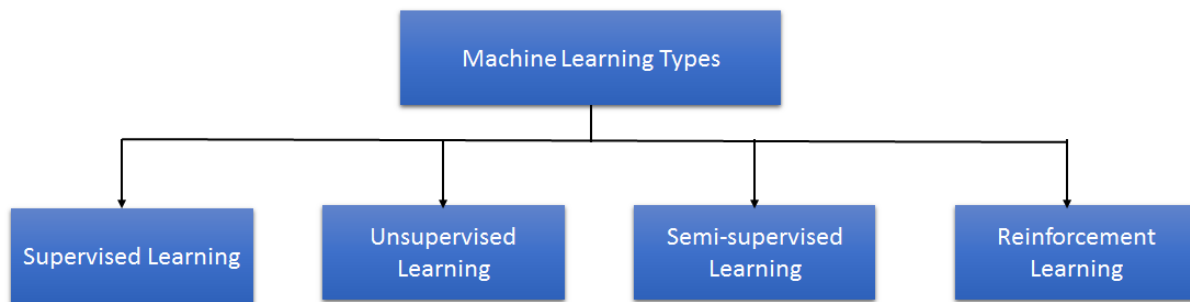 Machine Learning Types
Supervised Learning
Unsupervised
Learning
Semi-supervised
Learning
Reinforcement
Learning